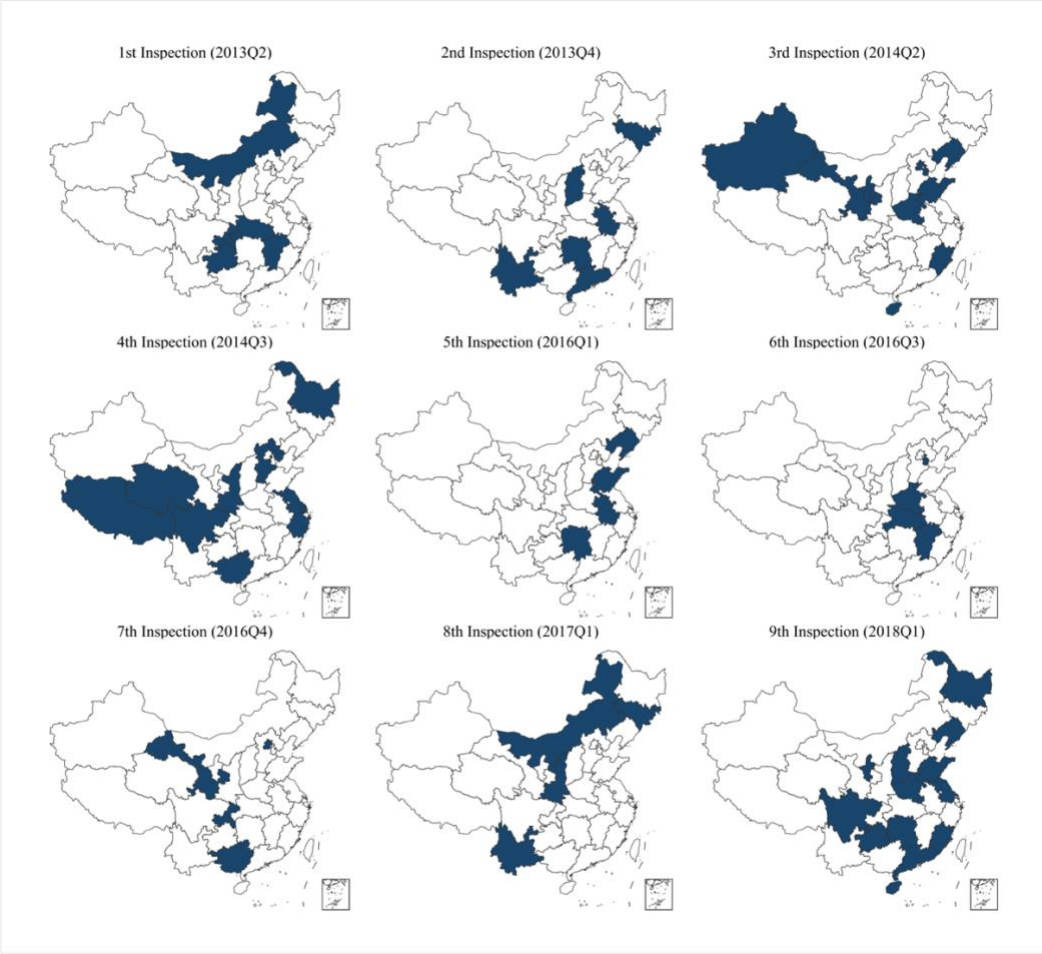 1st Inspection (2013Q2)
2nd Inspection (2013Q4)
3rd Inspection (2014Q2)
4th Inspection (2014Q3)
5th Inspection (2016Q1)
6th Inspection (2016Q3)
7th Inspection (2016Q4)
8th Inspection (2017Q1)
9th Inspection (2018Q1)